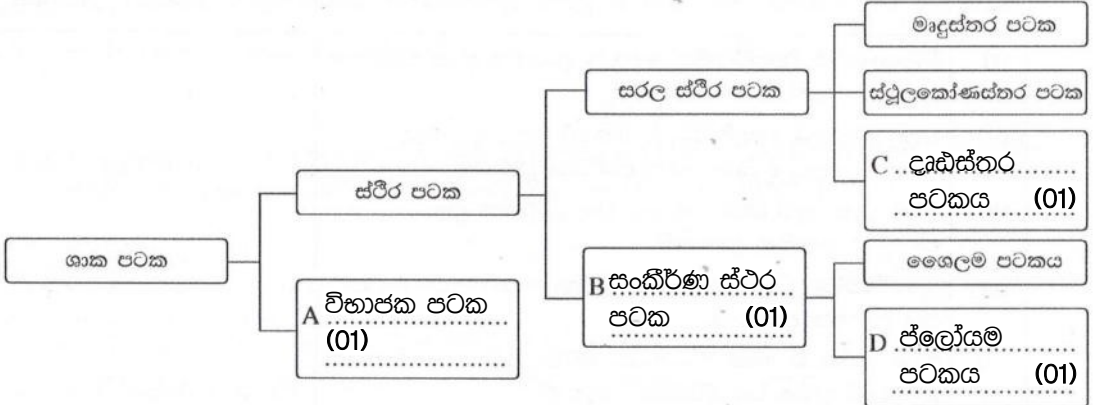 මෘදුස්තර පටක
සරල ස්ථිර පටක
ස්ථූලකෝණස්තර පටක
C දෘඪස්තර
පටකය (01)
ස්ථිර පටක
ශාක පටක
ශෛලම පටකය
B සංකීර්ණ ස්ථර
පටක (01)
A විභාජක පටක
(01)
D ප්ලෝයම
පටකය (01)